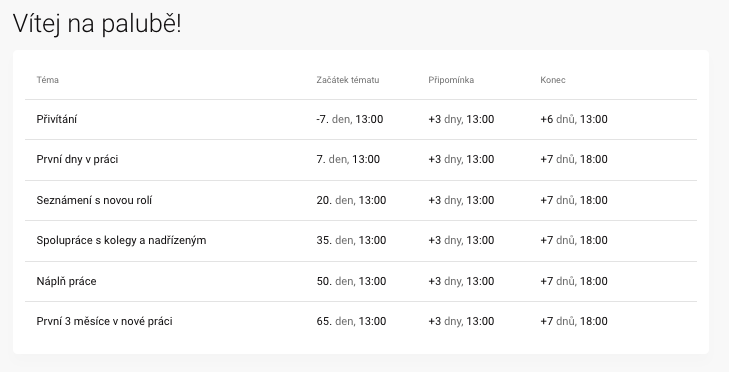 Vítej na palubě!
Téma Začátek tématu Připomínka Konec
Přivítání -7. den, 13:00 +3 dny, 13:00 +6 dnů, 13:00
První dny v práci 7. den, 13:00 +3 dny, 13:00 +7 dnů, 18:00
Seznámení s novou rolí 20. den, 13:00 +3 dny, 13:00 +7 dnů, 18:00
Spolupráce s kolegy a nadřízeným 35. den, 13:00 +3 dny, 13:00 +7 dnů, 18:00
Náplň práce 50. den, 13:00 +3 dny, 13:00 +7 dnů, 18:00
První 3 měsíce v nové práci 65. den, 13:00 +3 dny, 13:00 +7 dnů, 18:00